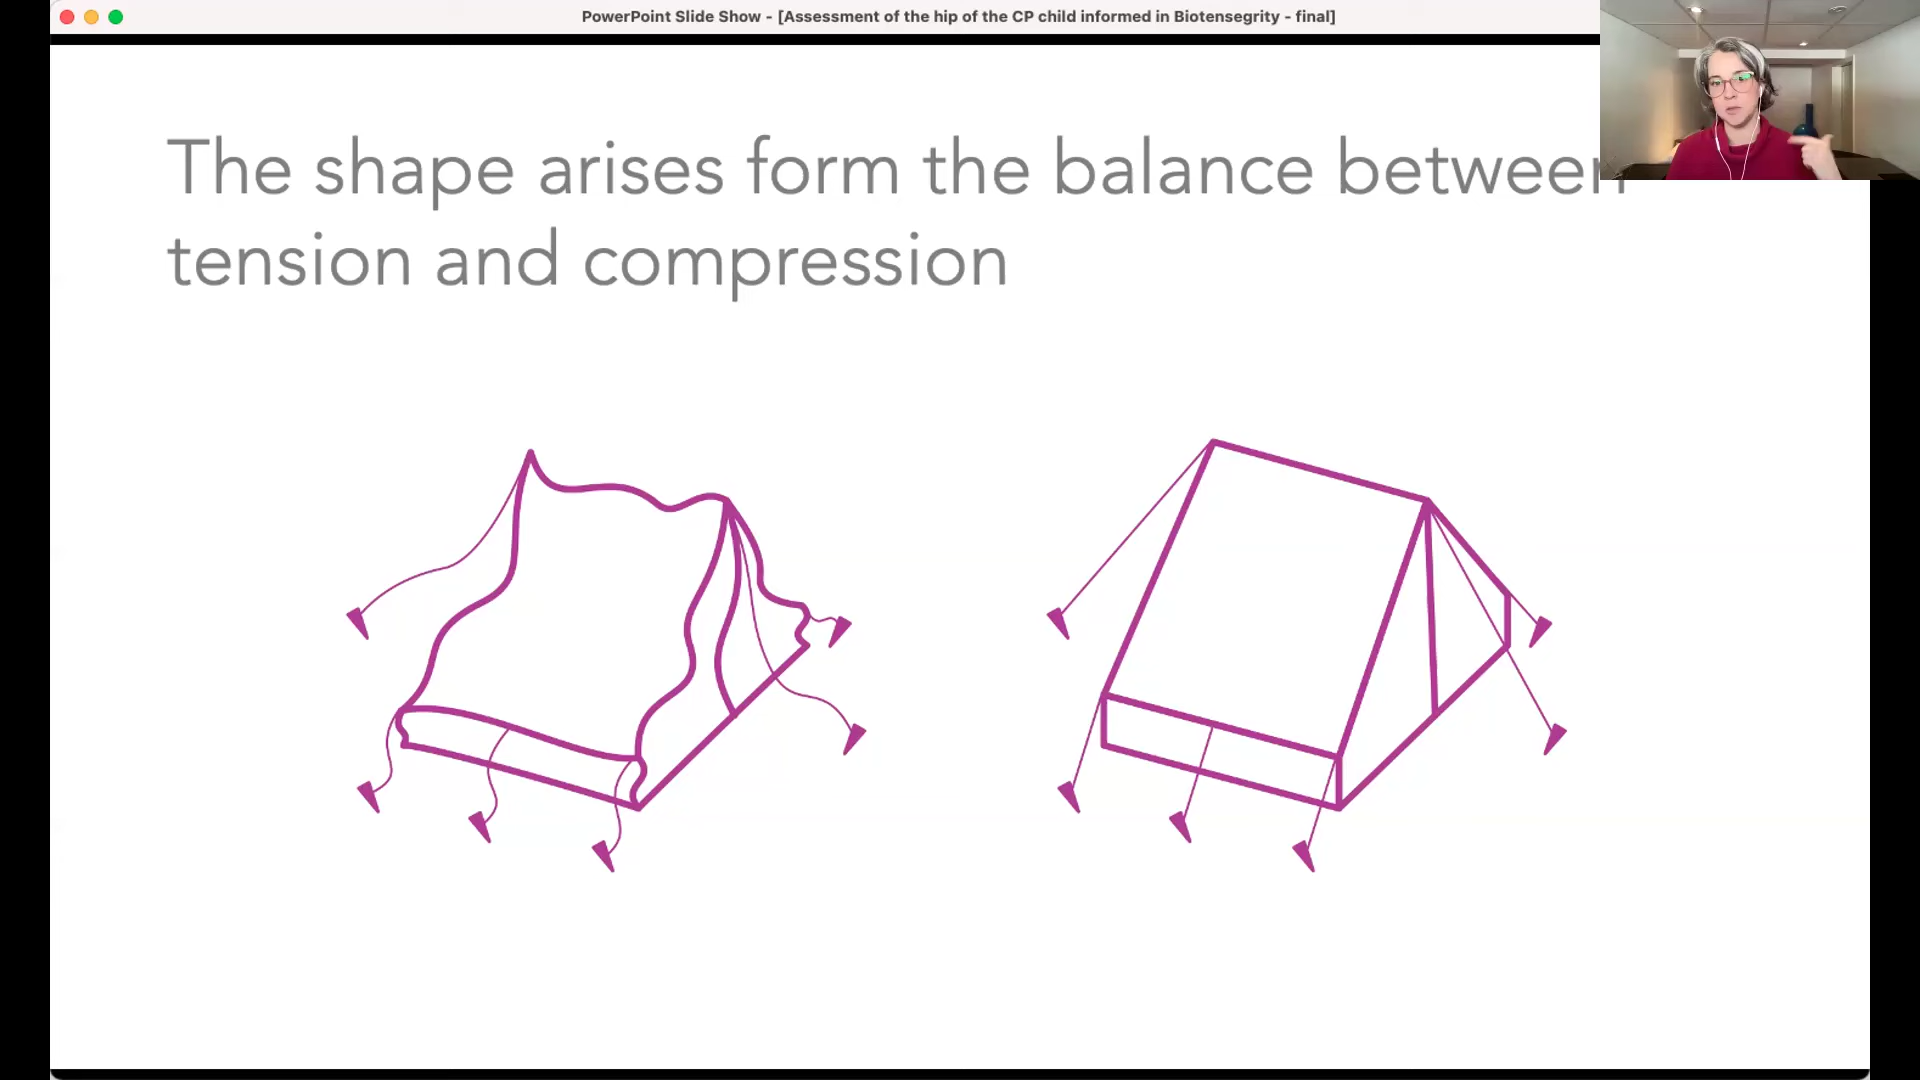 PowerPoint Slide Show - [Assessment of the hip of the CP child informed in Biotensegrity - final]
The shape arises form the balance between
tension and compression